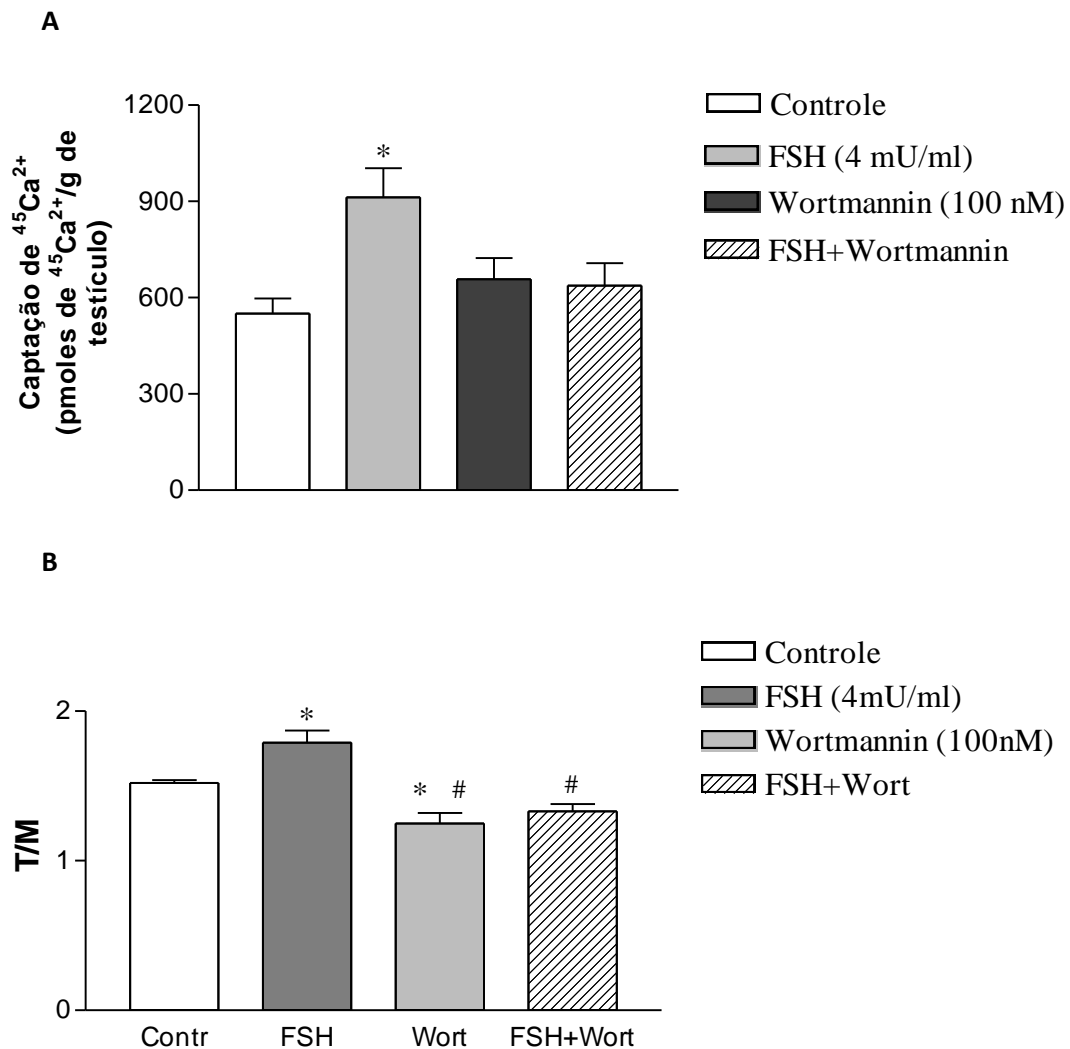 A
Captação de ⁴⁵Ca²⁺
(pmoles de ⁴⁵Ca²⁺/g de
testículo)
1200
900
600
300
0
*
Controle
FSH (4 mU/ml)
Wortmannin (100 nM)
FSH+Wortmannin
B
T/M
2
1
0
*
* #
#
Contr FSH Wort FSH+Wort
Controle
FSH (4mU/ml)
Wortmannin (100nM)
FSH+Wort